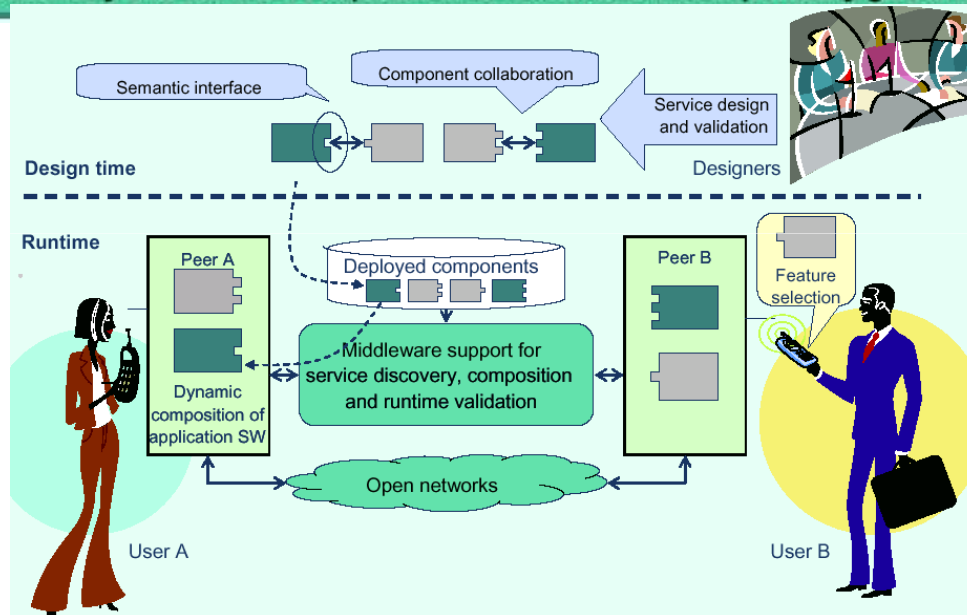 Semantic interface
Component collaboration
Service design
and validation
Design time
Designers
Runtime
Peer A
Deployed components
Peer B
Feature
selection
Middleware support for
service discovery, composition
and runtime validation
Dynamic
composition of
application SW
Open networks
User A
User B